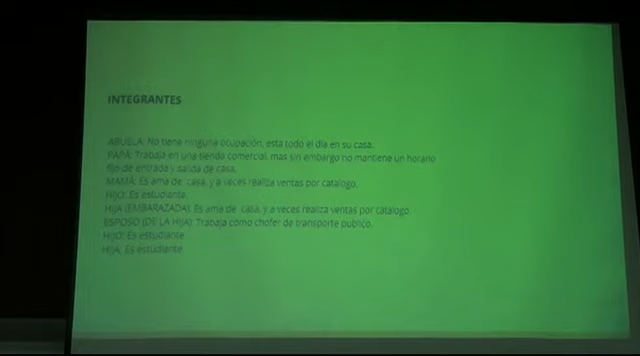 INTEGRANTES
ABUELA: No tiene ninguna ocupación, esta todo el día en su casa.
PAPÁ: Trabaja en una tienda comercial, mas sin embargo no mantiene un horario
fijo de entrada y salida de casa.
MAMÁ: Es ama de casa, y a veces realiza ventas por catalogo.
HIJO: Es estudiante.
HIJA (EMBARAZADA): Es ama de casa, y a veces realiza ventas por catalogo.
ESPOSO (DE LA HIJA): Trabaja como chofer de transporte publico.
HIJO: Es estudiante
HIJA: Es estudiante